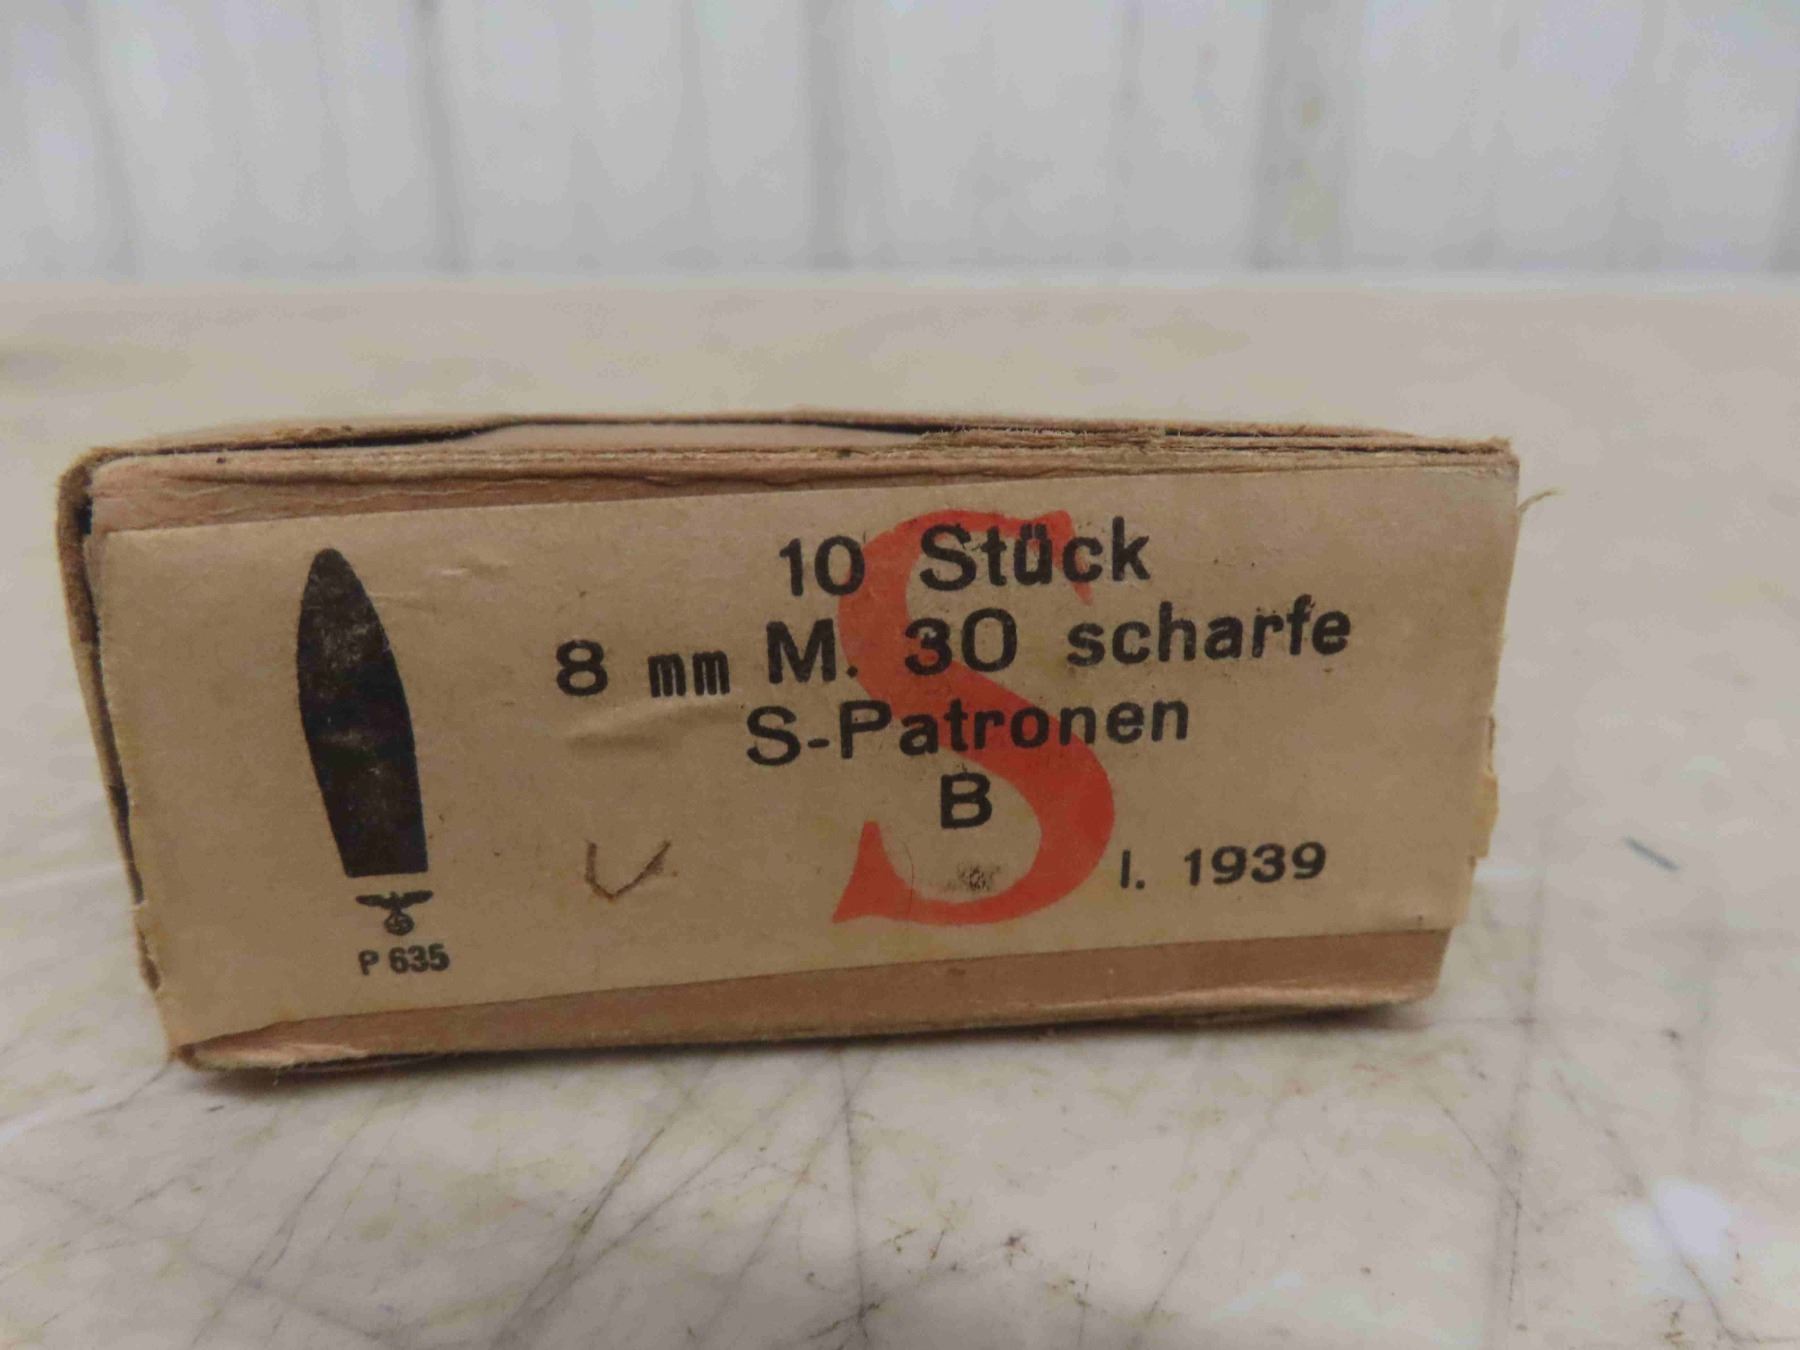 S
10 Stück
8 mm M. 30 scharfe
S-Patronen
B
I. 1939
P 635